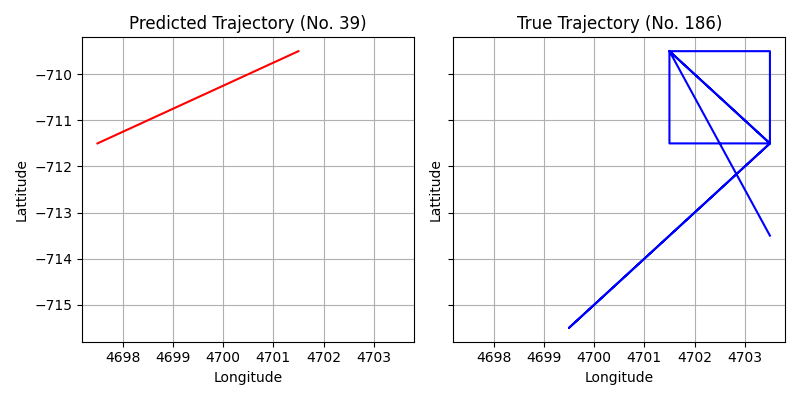 Predicted Trajectory (No. 39)
True Trajectory (No. 186)
Lattitude
−710
−711
−712
−713
−714
−715
4698 4699 4700 4701 4702 4703
Longitude
Lattitude
4698 4699 4700 4701 4702 4703
Longitude